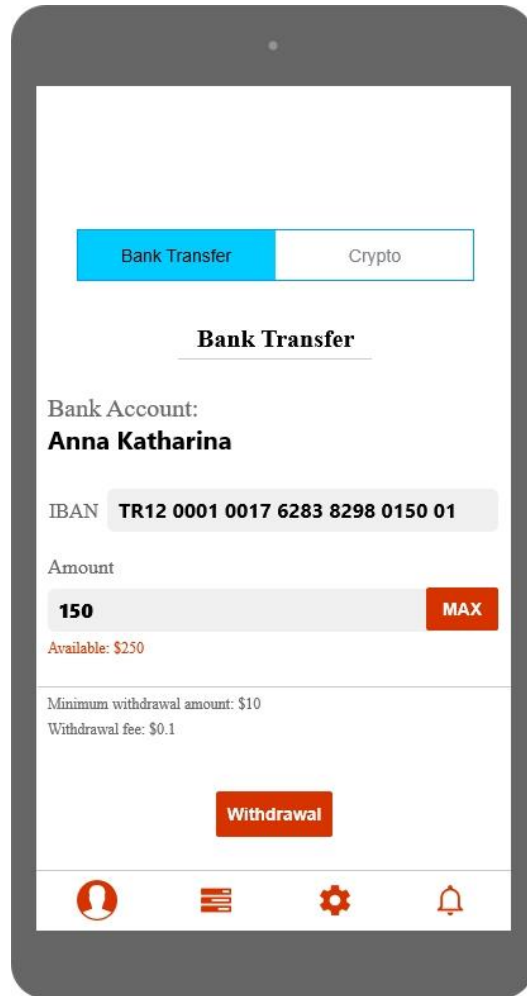 Bank Transfer Crypto
Bank Transfer
Bank Account:
Anna Katharina
IBAN TR12 0001 0017 6283 8298 0150 01
Amount
150 MAX
Available: $250
Minimum withdrawal amount: $10
Withdrawal fee: $0.1
Withdrawal